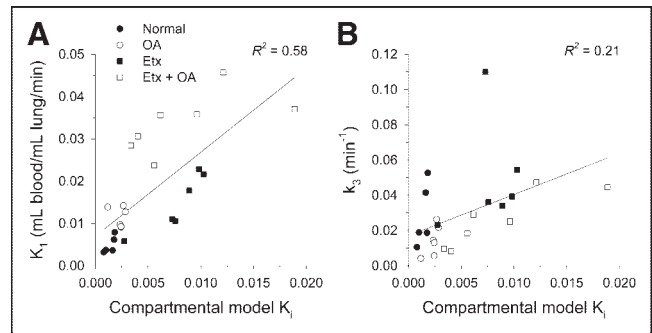 A
Normal
OA
Etx
Etx + OA
R² = 0.58
K₁ (mL blood/mL lung/min)
0.05
0.04
0.03
0.02
0.01
0.00
0.000 0.005 0.010 0.015 0.020
Compartmental model Kᵢ
B
R² = 0.21
k₃ (min⁻¹)
0.12
0.10
0.08
0.06
0.04
0.02
0.00
0.000 0.005 0.010 0.015 0.020
Compartmental model Kᵢ